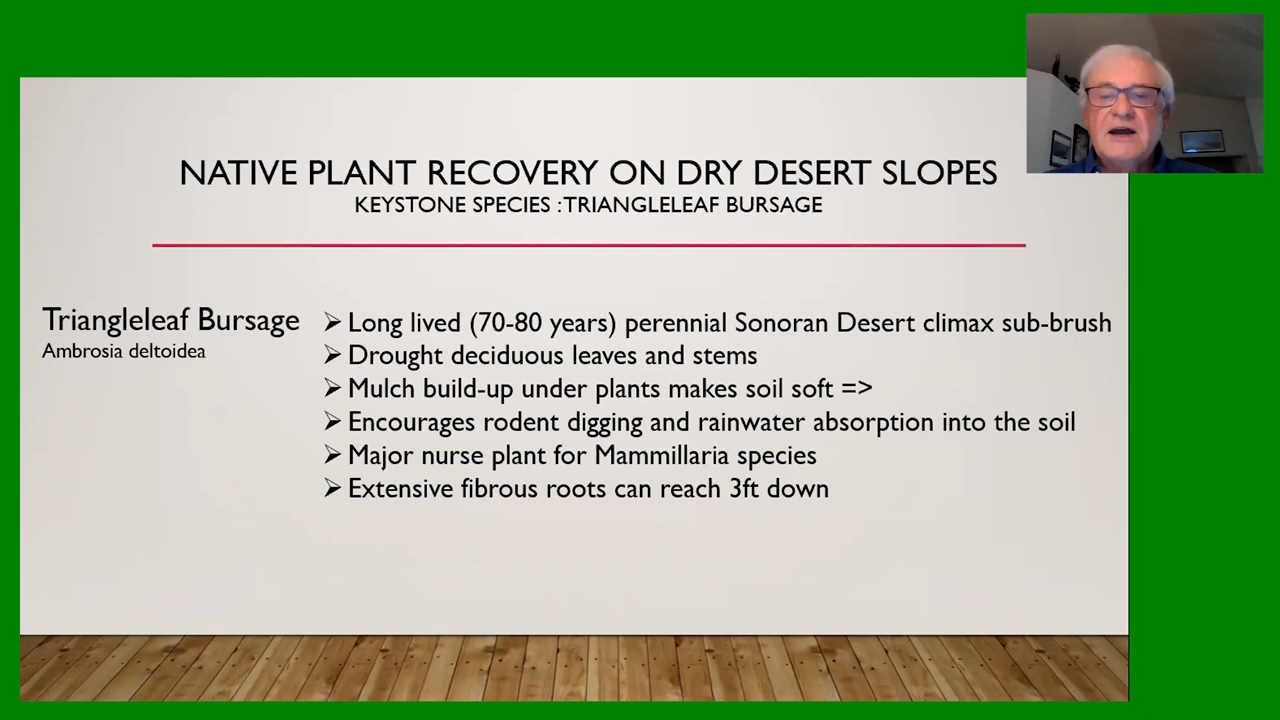 NATIVE PLANT RECOVERY ON DRY DESERT SLOPES
KEYSTONE SPECIES : TRIANGLELEAF BURSAGE
Triangleleaf Bursage
Ambrosia deltoidea
➢ Long lived (70-80 years) perennial Sonoran Desert climax sub-brush
➢ Drought deciduous leaves and stems
➢ Mulch build-up under plants makes soil soft =>
➢ Encourages rodent digging and rainwater absorption into the soil
➢ Major nurse plant for Mammillaria species
➢ Extensive fibrous roots can reach 3ft down